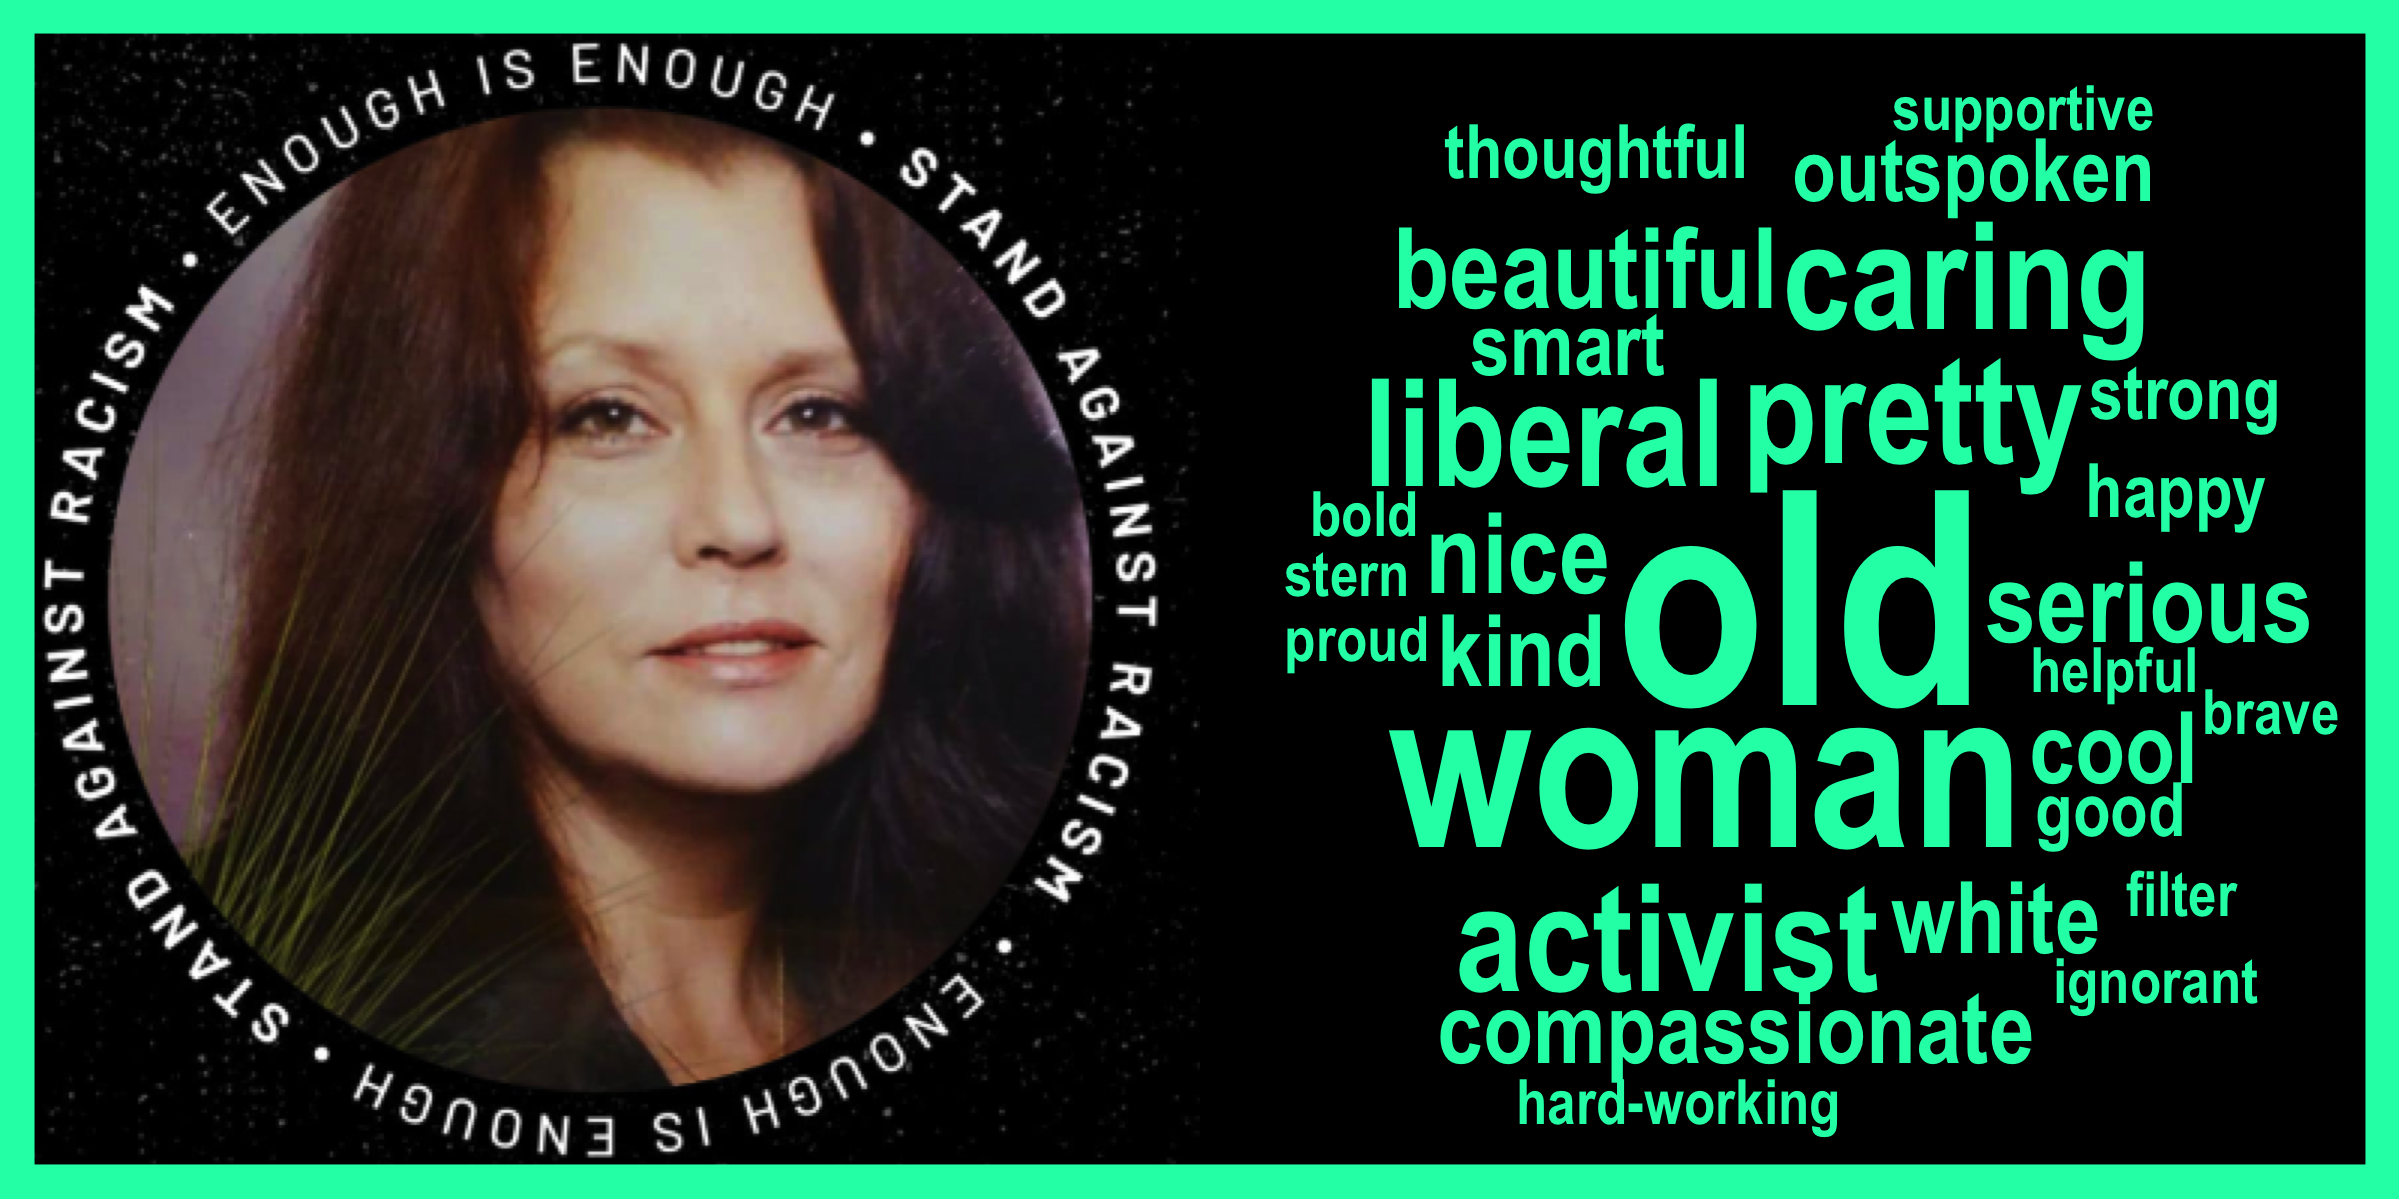 ENOUGH IS ENOUGH • STAND AGAINST RACISM • ENOUGH IS ENOUGH • STAND AGAINST RACISM •
supportive
thoughtful
outspoken
beautiful
caring
smart
liberal
pretty
strong
happy
bold
nice
old
stern
serious
proud
kind
helpful
brave
woman
cool
good
activist
white
filter
ignorant
compassionate
hard-working